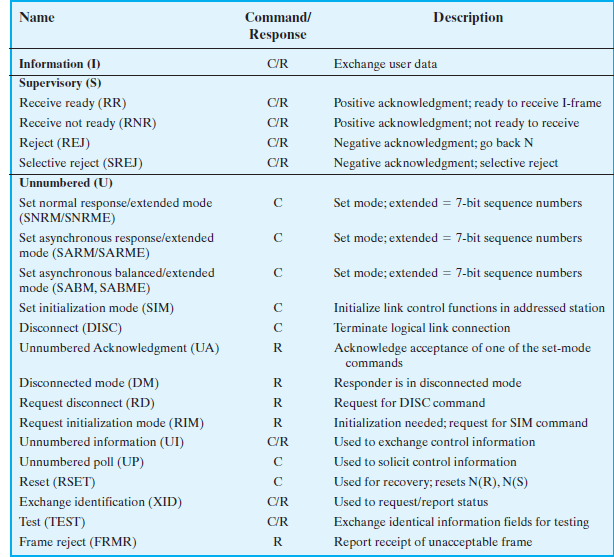 Name Command/ Description
Response
Information (I) C/R Exchange user data
Supervisory (S)
Receive ready (RR) C/R Positive acknowledgment; ready to receive I-frame
Receive not ready (RNR) C/R Positive acknowledgment; not ready to receive
Reject (REJ) C/R Negative acknowledgment; go back N
Selective reject (SREJ) C/R Negative acknowledgment; selective reject
Unnumbered (U)
Set normal response/extended mode C Set mode; extended = 7-bit sequence numbers
(SNRM/SNRME)
Set asynchronous response/extended C Set mode; extended = 7-bit sequence numbers
mode (SARM/SARME)
Set asynchronous balanced/extended C Set mode; extended = 7-bit sequence numbers
mode (SABM, SABME)
Set initialization mode (SIM) C Initialize link control functions in addressed station
Disconnect (DISC) C Terminate logical link connection
Unnumbered Acknowledgment (UA) R Acknowledge acceptance of one of the set-mode
commands
Disconnected mode (DM) R Responder is in disconnected mode
Request disconnect (RD) R Request for DISC command
Request initialization mode (RIM) R Initialization needed; request for SIM command
Unnumbered information (UI) C/R Used to exchange control information
Unnumbered poll (UP) C Used to solicit control information
Reset (RSET) C Used for recovery; resets N(R), N(S)
Exchange identification (XID) C/R Used to request/report status
Test (TEST) C/R Exchange identical information fields for testing
Frame reject (FRMR) R Report receipt of unacceptable frame